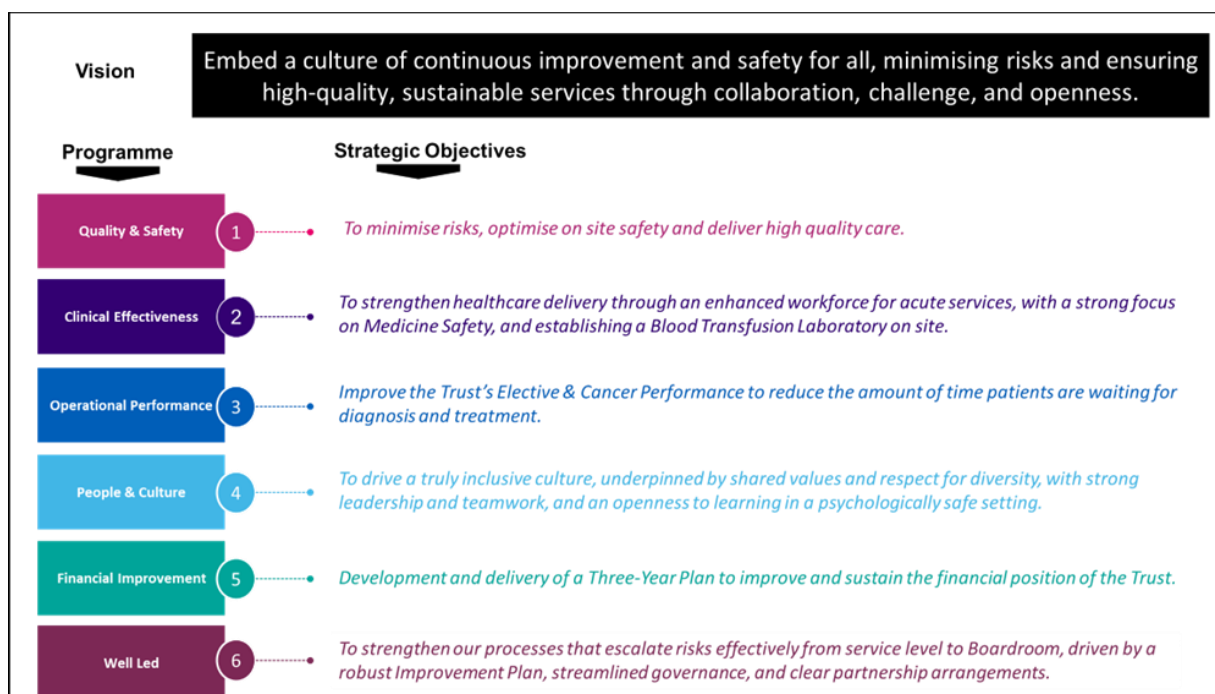 Vision
Embed a culture of continuous improvement and safety for all, minimising risks and ensuring
high-quality, sustainable services through collaboration, challenge, and openness.
Programme
Strategic Objectives
Quality & Safety
1
To minimise risks, optimise on site safety and deliver high quality care.
Clinical Effectiveness
2
To strengthen healthcare delivery through an enhanced workforce for acute services, with a strong focus
on Medicine Safety, and establishing a Blood Transfusion Laboratory on site.
Operational Performance
3
Improve the Trust's Elective & Cancer Performance to reduce the amount of time patients are waiting for
diagnosis and treatment.
People & Culture
4
To drive a truly inclusive culture, underpinned by shared values and respect for diversity, with strong
leadership and teamwork, and an openness to learning in a psychologically safe setting.
Financial Improvement
5
Development and delivery of a Three-Year Plan to improve and sustain the financial position of the Trust.
Well Led
6
To strengthen our processes that escalate risks effectively from service level to Boardroom, driven by a
robust Improvement Plan, streamlined governance, and clear partnership arrangements.